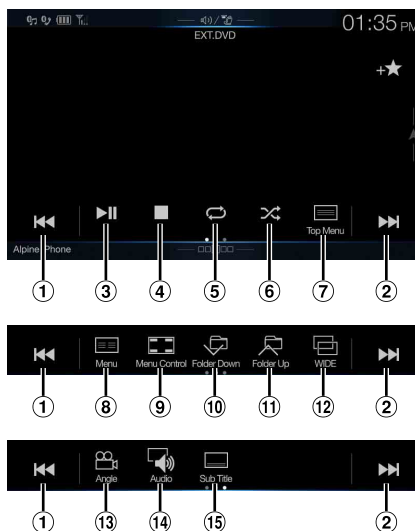 01:35 PM
EXT.DVD
Top Menu
Alpine Phone
1 3 4 5 6 7 2
Menu Menu Control Folder Down Folder Up WIDE
1 8 9 10 11 12 2
Angle Audio Sub Title
1 13 14 15 2